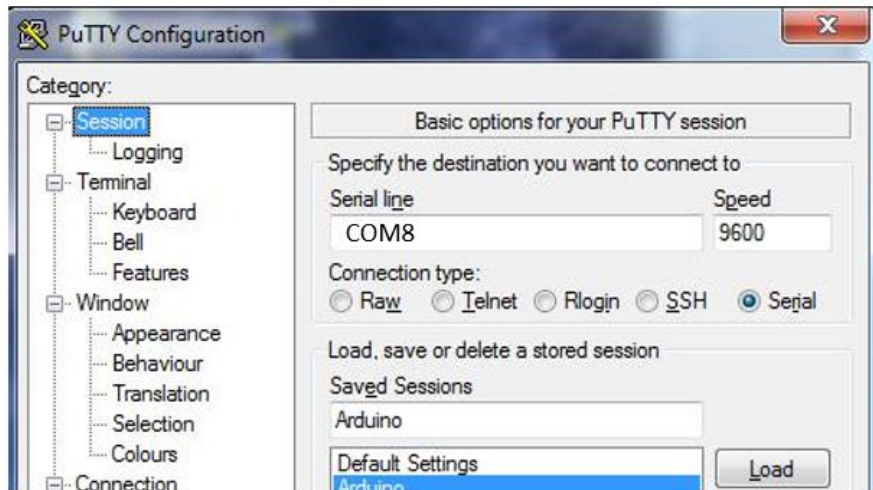 PuTTY Configuration
Category:
Session
Logging
Terminal
Keyboard
Bell
Features
Window
Appearance
Behaviour
Translation
Selection
Colours
Connection
Basic options for your PuTTY session
Specify the destination you want to connect to
Serial line Speed
COM8 9600
Connection type:
Raw Telnet Rlogin SSH Serial
Load, save or delete a stored session
Saved Sessions
Arduino
Default Settings
Arduino
Load